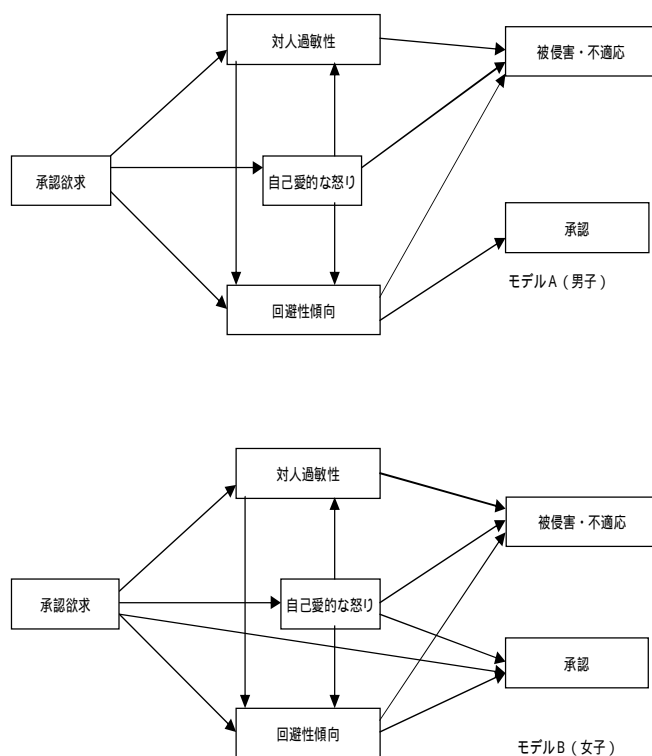 対人過敏性
被侵害・不適応
承認欲求
自己愛的な怒り
承認
モデルA（男子）
回避性傾向
対人過敏性
被侵害・不適応
承認欲求
自己愛的な怒り
承認
回避性傾向
モデルB（女子）